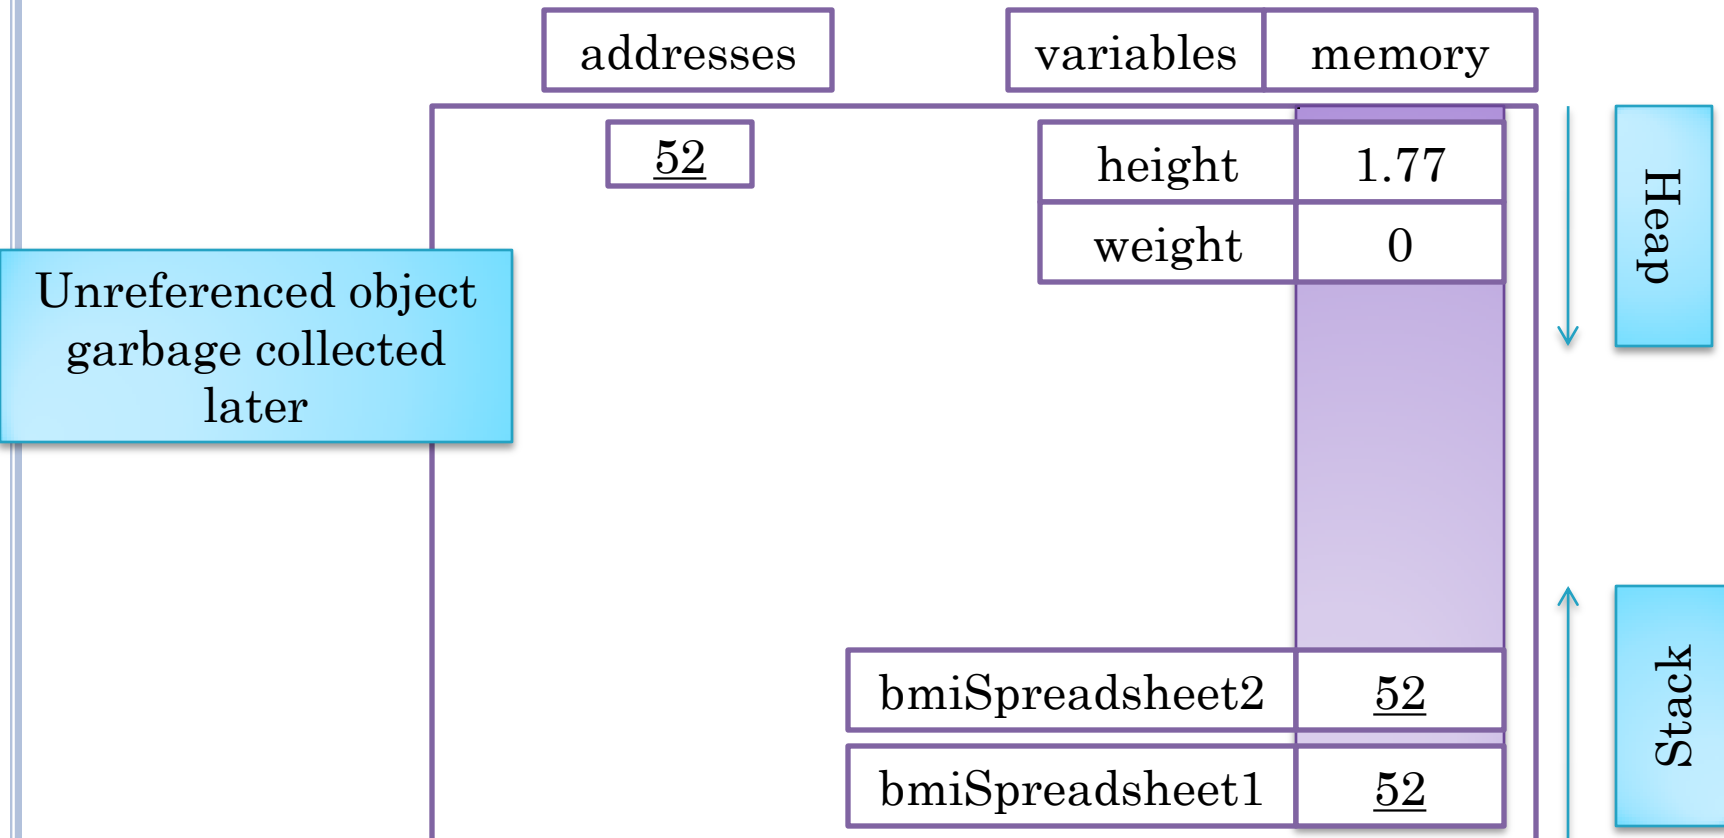 addresses
variables memory
52
height 1.77
weight 0
Heap
Unreferenced object
garbage collected
later
bmiSpreadsheet2 52
bmiSpreadsheet1 52
Stack